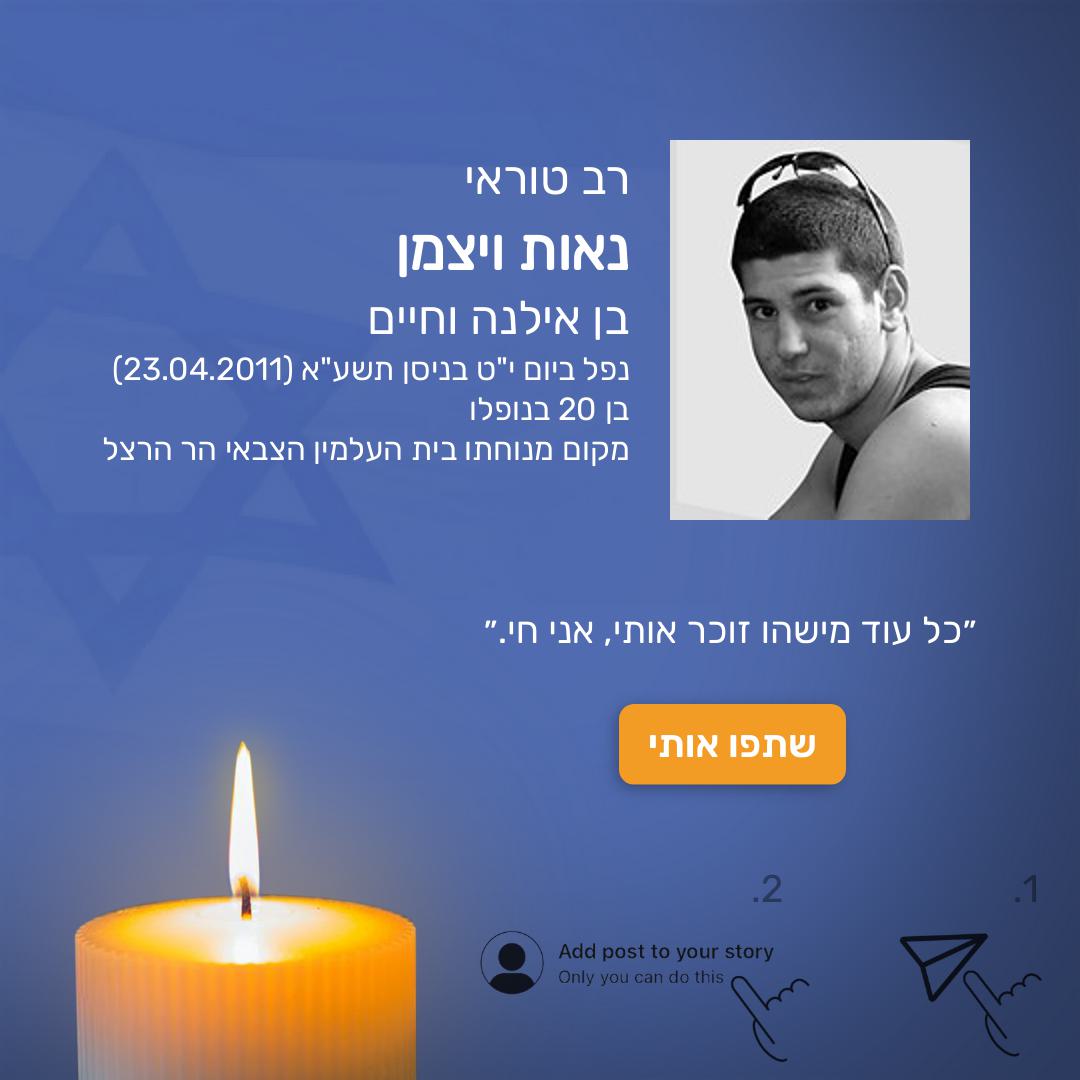 רב טוראי
נאות ויצמן
בן אילנה וחיים
נפל ביום י"ט בניסן תשע"א (23.04.2011)
בן 20 בנופלו
מקום מנוחתו בית העלמין הצבאי הר הרצל
״כל עוד מישהו זוכר אותי, אני חי.״
שתפו אותי
1.
2.
Add post to your story
Only you can do this